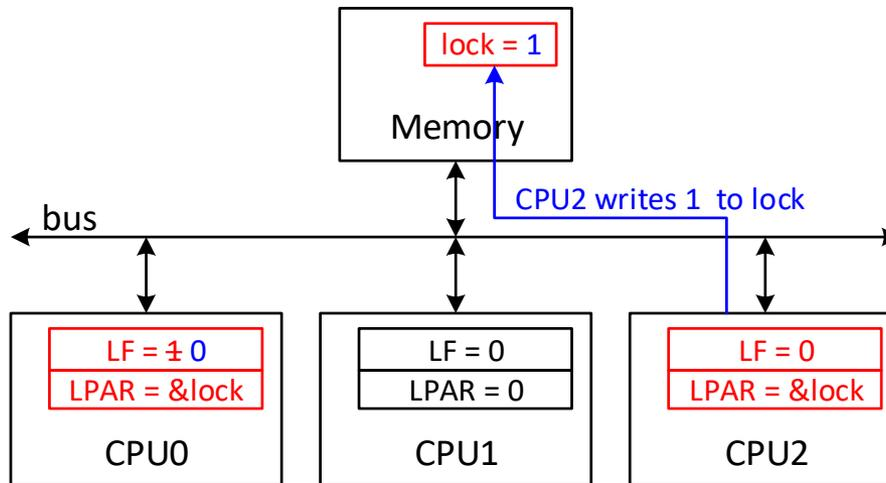 lock = 1
Memory
CPU2 writes 1 to lock
bus
LF = 1 0
LPAR = &lock
CPU0
LF = 0
LPAR = 0
CPU1
LF = 0
LPAR = &lock
CPU2